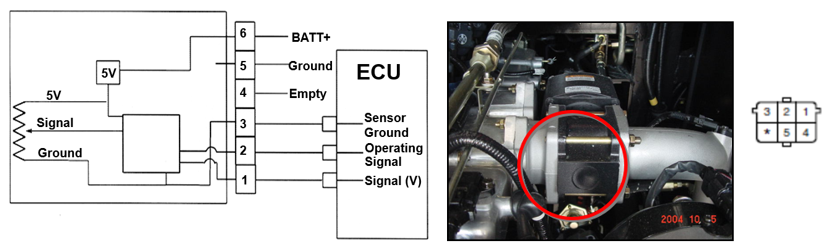 6 BATT+
5V
5 Ground
ECU
4 Empty
5V
3 Sensor
Ground
Signal
2 Operating
Signal
Ground
1 Signal (V)
2004 10
3 2 1
* 5 4